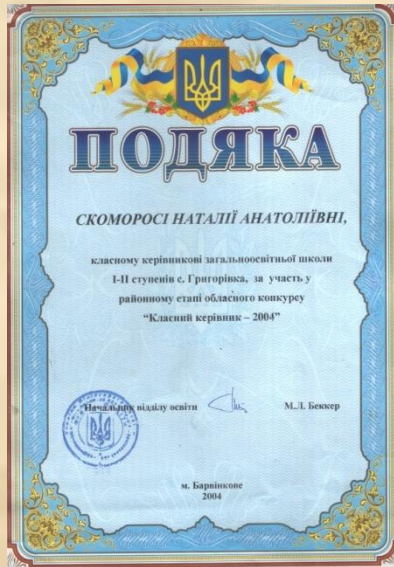 ПОДЯКА
СКОМОРОСІ НАТАЛІЇ АНАТОЛІЇВНІ,
класному керівникові загальноосвітньої школи
І-ІІ ступенів с. Григорівка, за участь у
районному етапі обласного конкурсу
“Класний керівник – 2004”
Начальник відділу освіти М.Л. Беккер
м. Барвінкове
2004